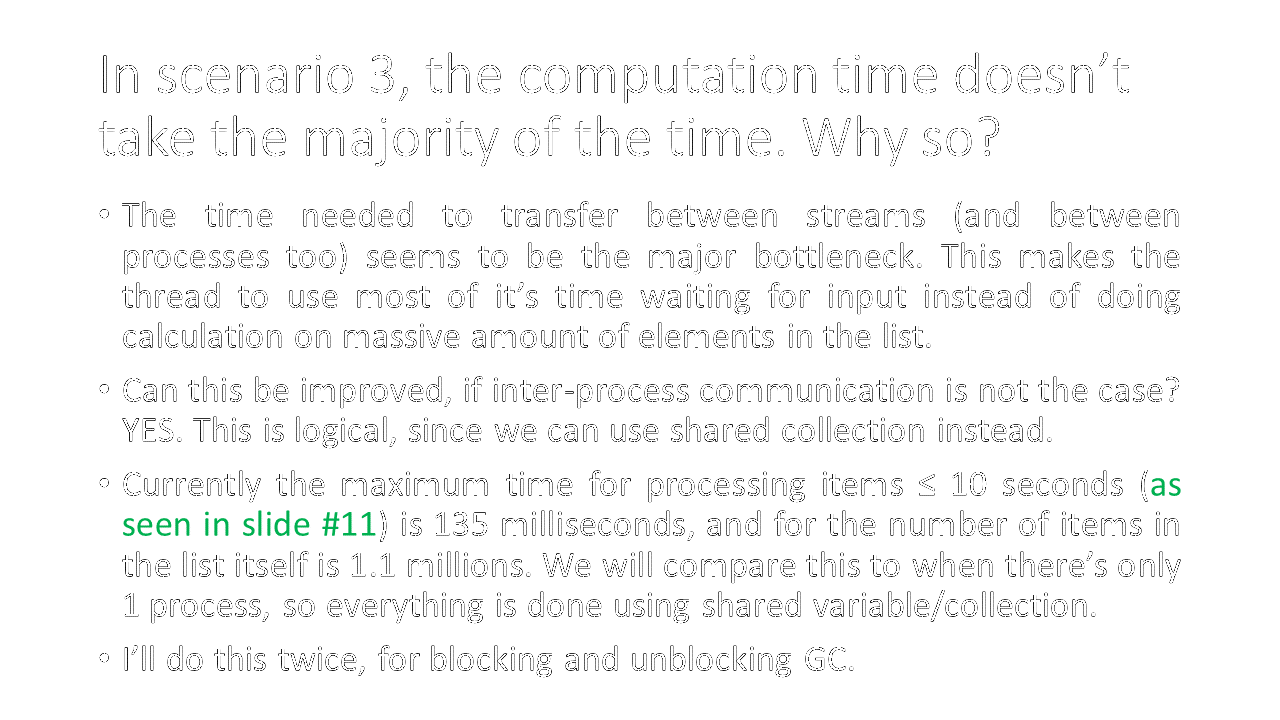 In scenario 3, the computation time doesn’t
take the majority of the time. Why so?
• The time needed to transfer between streams (and between
processes too) seems to be the major bottleneck. This makes the
thread to use most of it’s time waiting for input instead of doing
calculation on massive amount of elements in the list.
• Can this be improved, if inter-process communication is not the case?
YES. This is logical, since we can use shared collection instead.
• Currently the maximum time for processing items ≤ 10 seconds (as
seen in slide #11) is 135 milliseconds, and for the number of items in
the list itself is 1.1 millions. We will compare this to when there’s only
1 process, so everything is done using shared variable/collection.
• I’ll do this twice, for blocking and unblocking GC.